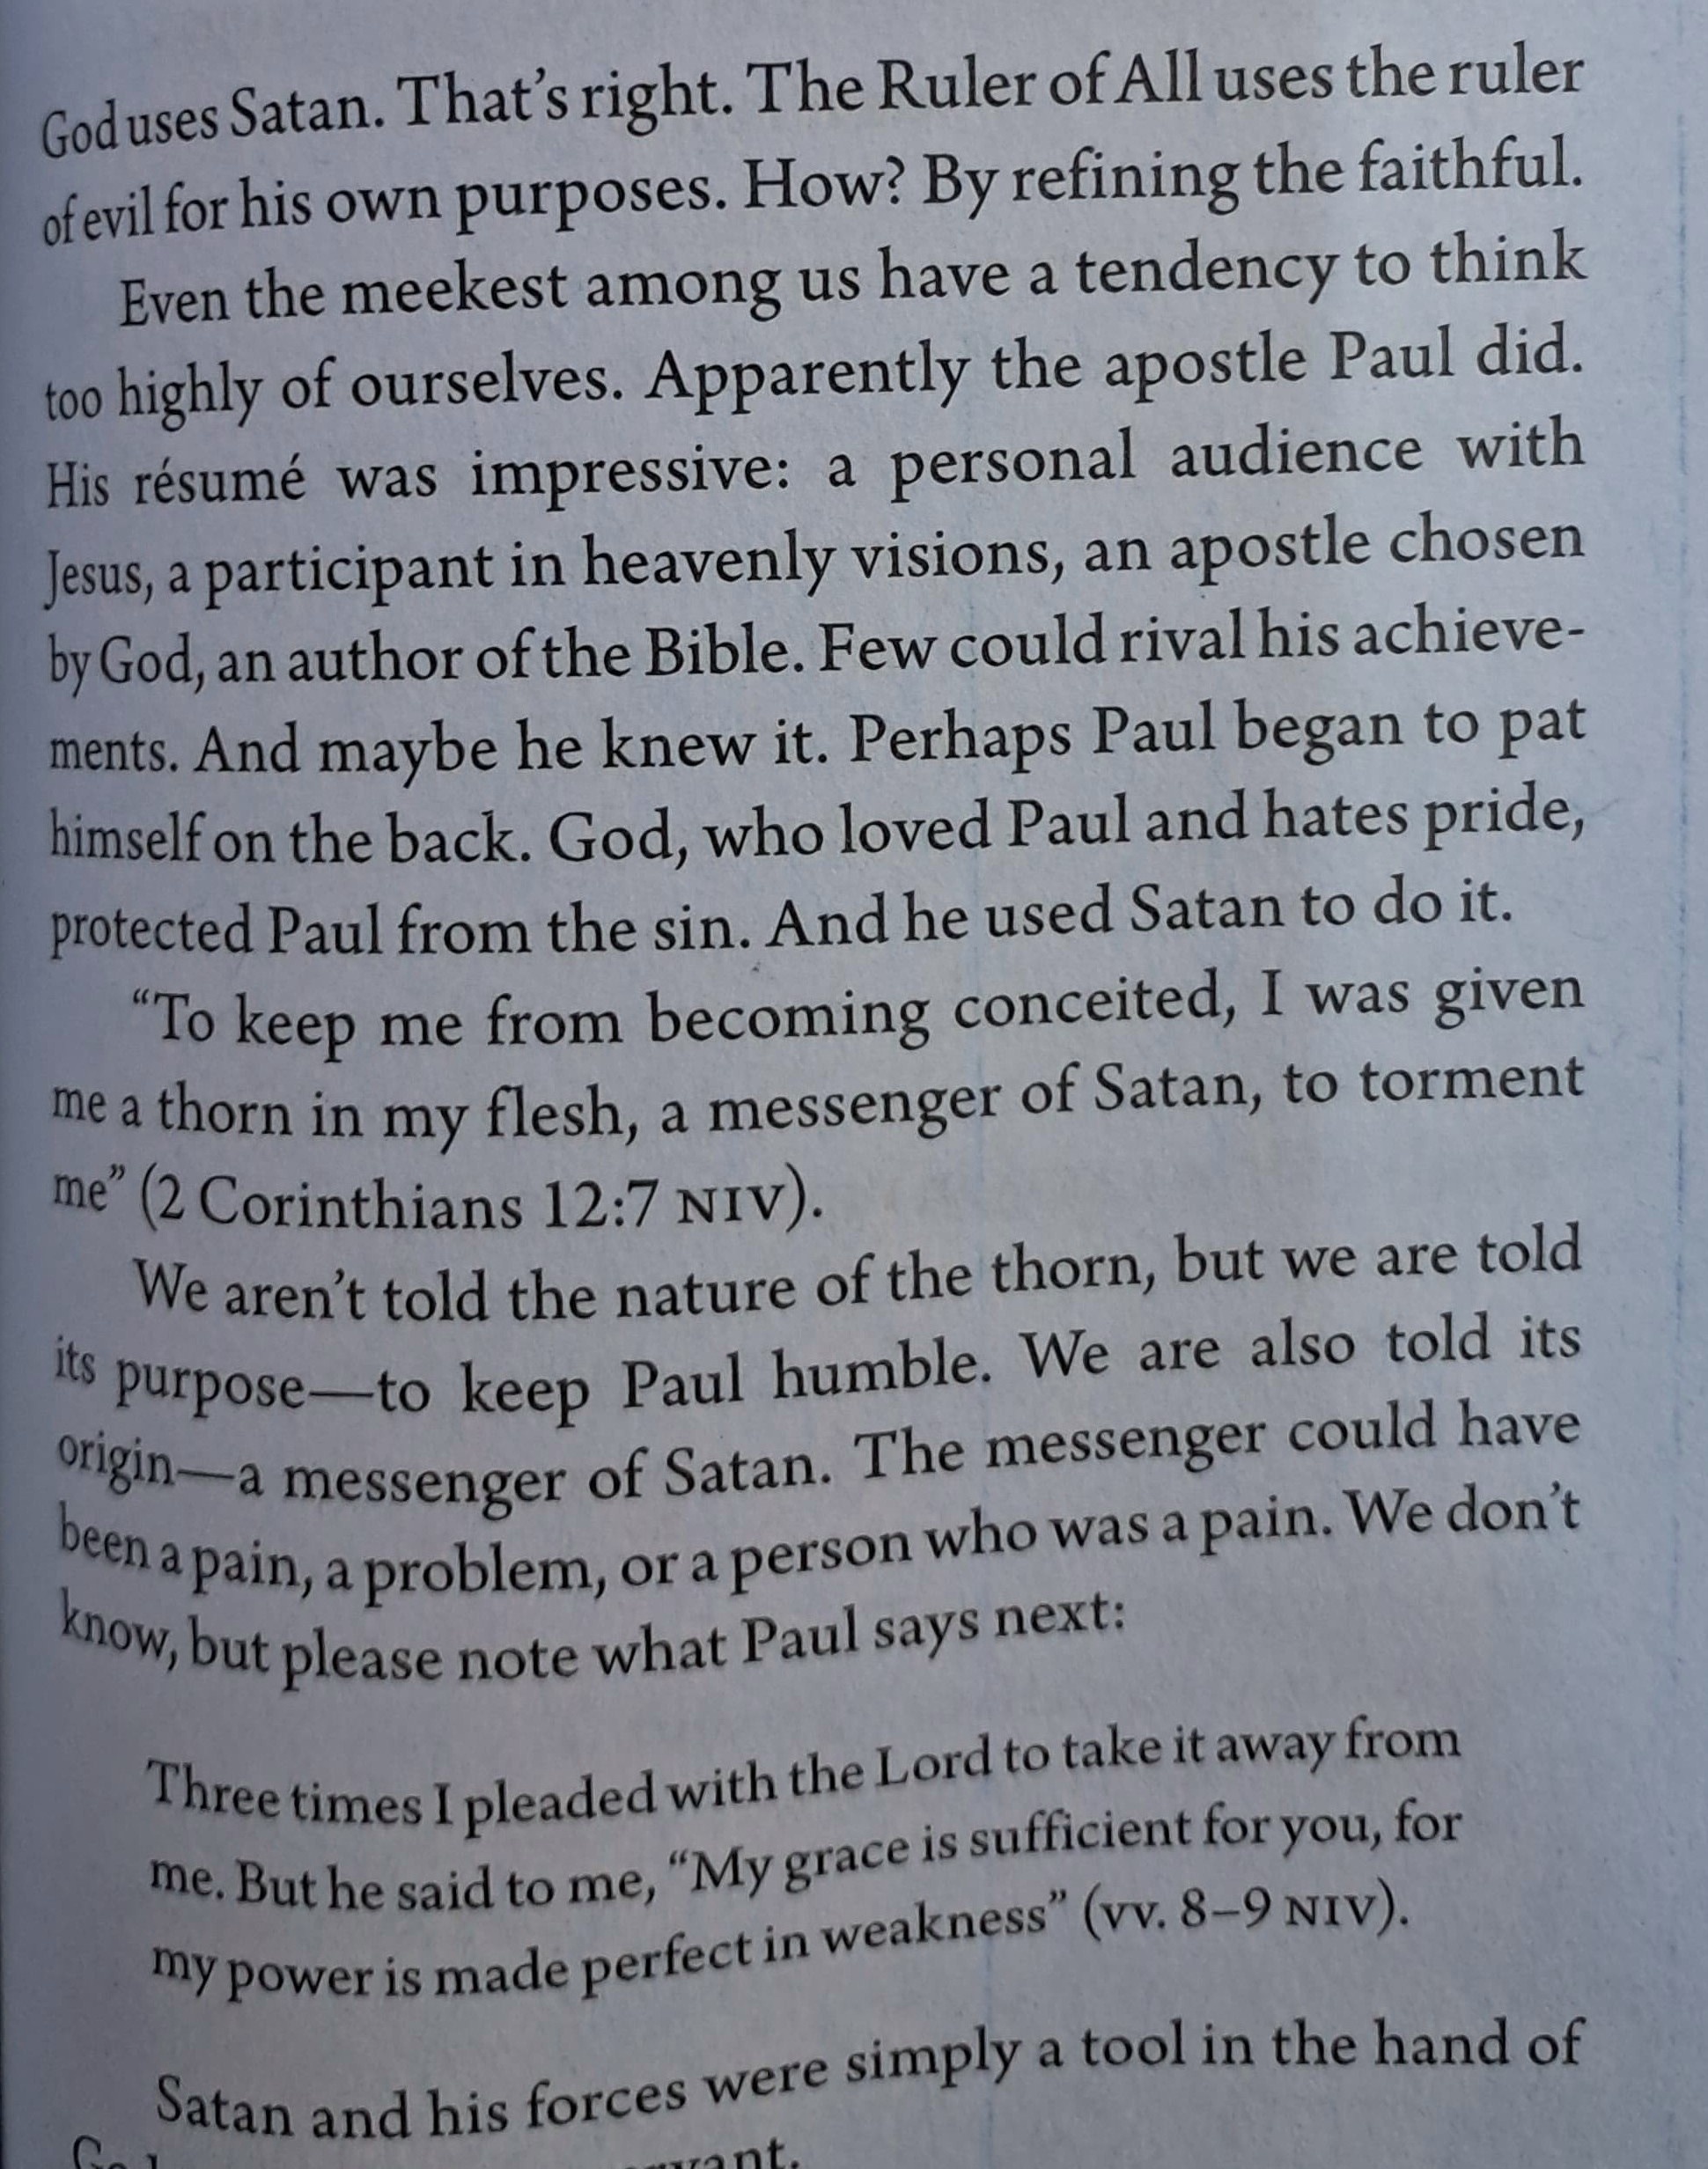 God uses Satan. That's right. The Ruler of All uses the ruler
of evil for his own purposes. How? By refining the faithful.
Even the meekest among us have a tendency to think
too highly of ourselves. Apparently the apostle Paul did.
His résumé was impressive: a personal audience with
Jesus, a participant in heavenly visions, an apostle chosen
by God, an author of the Bible. Few could rival his achieve-
ments. And maybe he knew it. Perhaps Paul began to pat
himself on the back. God, who loved Paul and hates pride,
protected Paul from the sin. And he used Satan to do it.
“To keep me from becoming conceited, I was given
me a thorn in my flesh, a messenger of Satan, to torment
me” (2 Corinthians 12:7 NIV).
We aren't told the nature of the thorn, but we are told
its purpose—to keep Paul humble. We are also told its
origin—a messenger of Satan. The messenger could have
been a pain, a problem, or a person who was a pain. We don't
know, but please note what Paul says next:
Three times I pleaded with the Lord to take it away from
me. But he said to me, “My grace is sufficient for you, for
my power is made perfect in weakness” (vv. 8–9 NIV).
Satan and his forces were simply a tool in the hand of